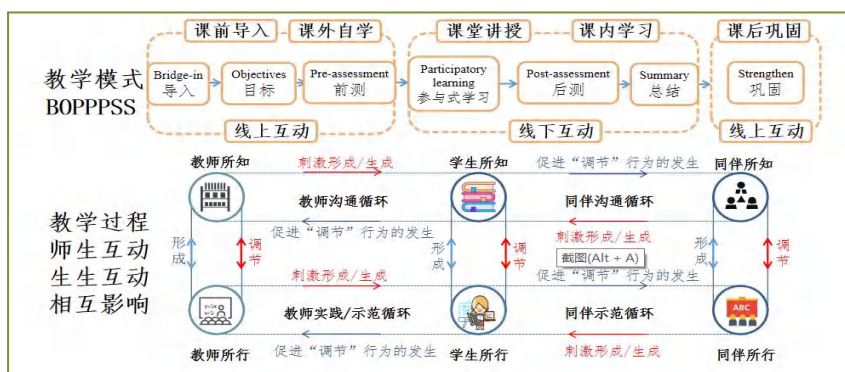 课前导入
课外自学
课堂讲授
课内学习
课后巩固
教学模式
BOPPPSS
Bridge-in
导入
Objectives
目标
Pre-assessment
前测
Participatory
learning
参与式学习
Post-assessment
后测
Summary
总结
Strengthen
巩固
线上互动
线下互动
线上互动
教师所知
刺激形成/生成
学生所知
促进“调节”行为的发生
同伴所知
教师沟通循环
同伴沟通循环
促进“调节”行为的发生
刺激形成/生成
教学过程
师生互动
生生互动
相互影响
形成
调节
形成
调节
形成
调节
截图(Alt + A)
刺激形成/生成
促进“调节”行为的发生
教师实践/示范循环
同伴示范循环
ABC
教师所行
促进“调节”行为的发生
学生所行
刺激形成/生成
同伴所行